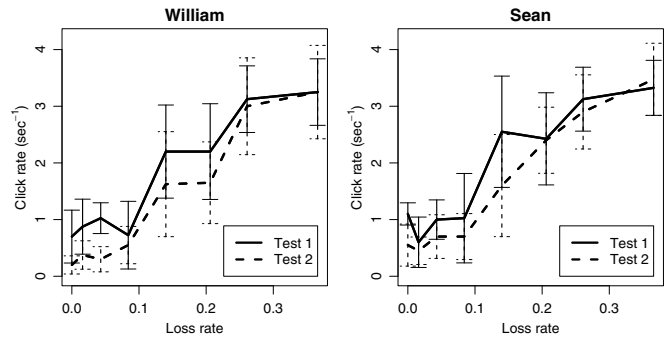 William
Click rate (sec⁻¹)
4
3
2
1
0
0.0 0.1 0.2 0.3
Loss rate
Test 1
Test 2
Sean
Click rate (sec⁻¹)
4
3
2
1
0
0.0 0.1 0.2 0.3
Loss rate
Test 1
Test 2